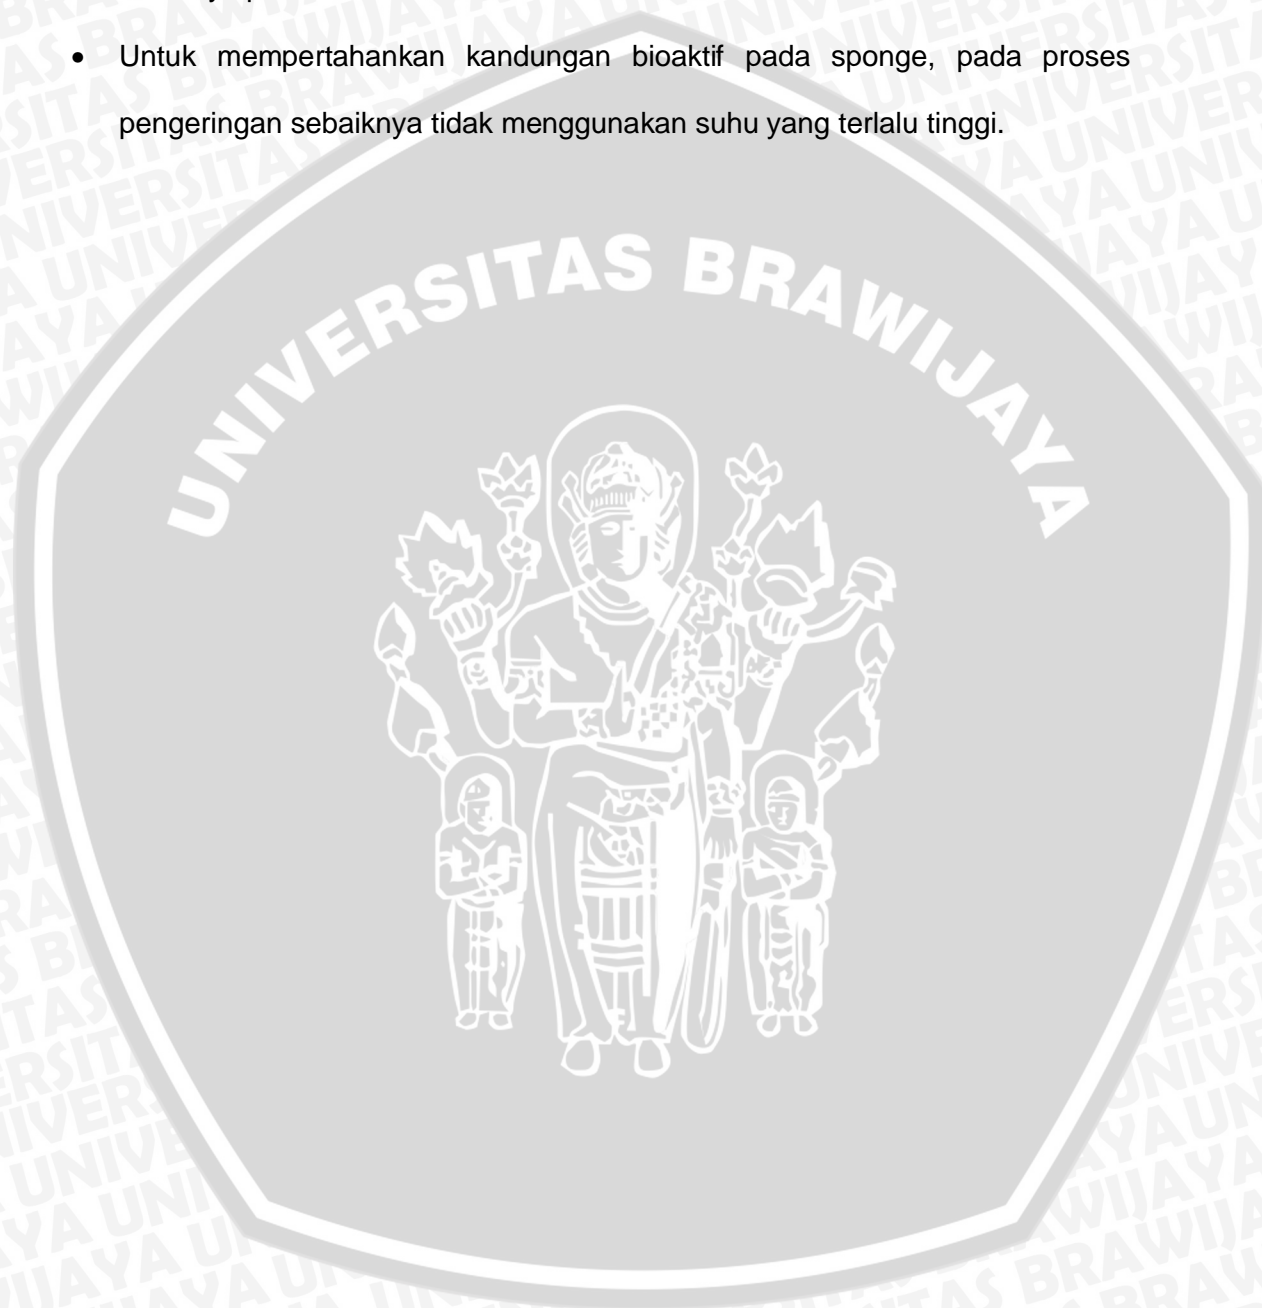 • Untuk mempertahankan kandungan bioaktif pada sponge, pada proses
pengeringan sebaiknya tidak menggunakan suhu yang terlalu tinggi.
UNIVERSITAS BRAWIJAYA